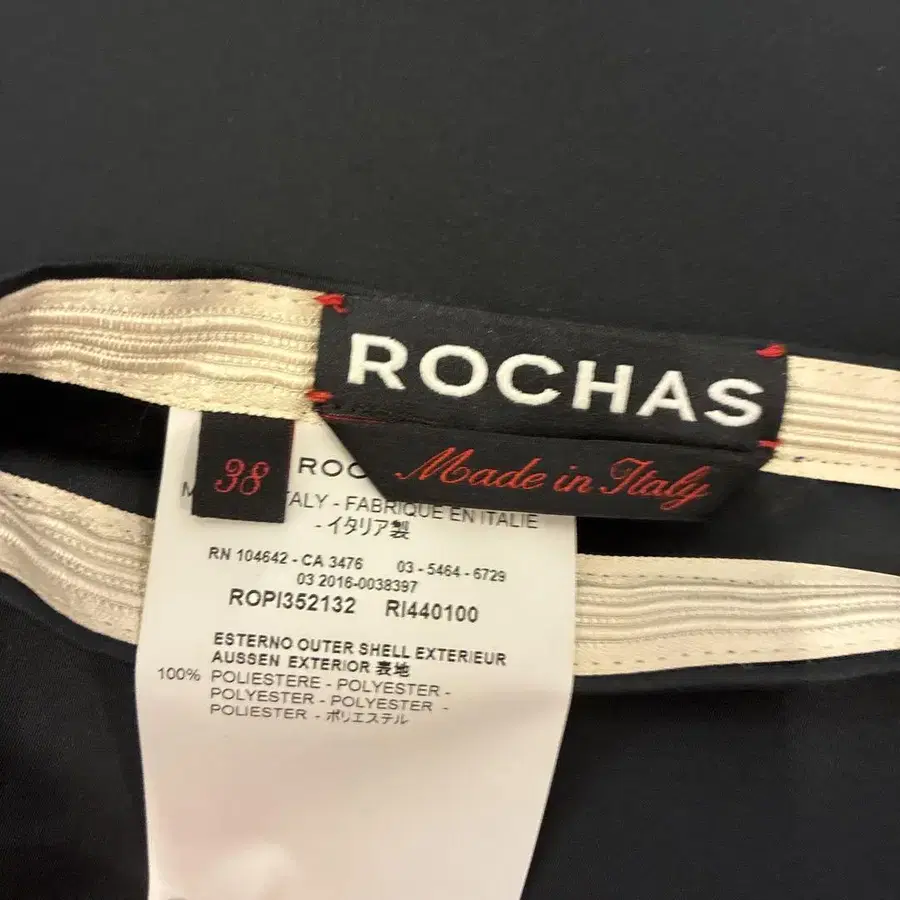 ROCHAS
Made in Italy
38
ROC
M TALY - FABRIQUE EN ITALIE
- イタリア製
RN 104642 - CA 3476 03 - 5464 - 6729
03 2016-0038397
ROPI352132 RI440100
ESTERNO OUTER SHELL EXTERIEUR
AUSSEN EXTERIOR 表地
100% POLIESTERE - POLYESTER -
POLYESTER - POLYESTER -
POLIESTER - ポリエステル